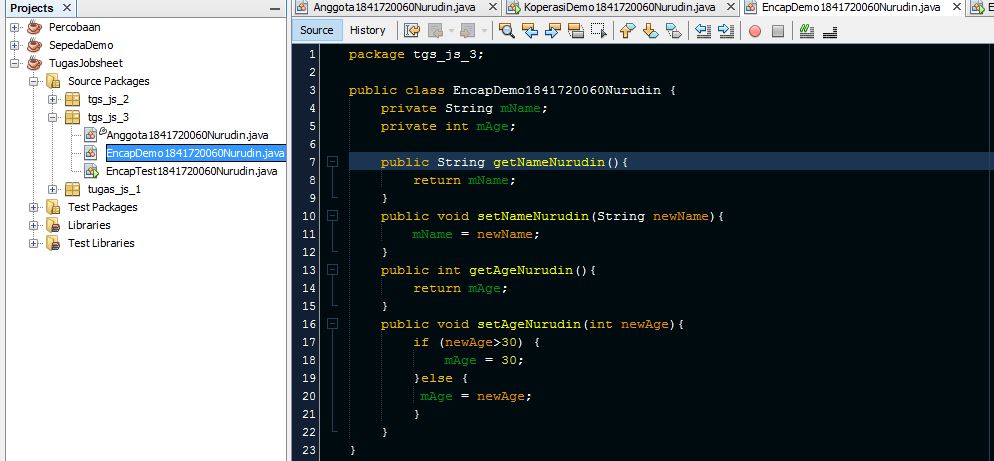 Projects
Percobaan
SepedaDemo
TugasJobsheet
Source Packages
tgs_js_2
tgs_js_3
Anggota1841720060Nurudin.java
EncapDemo1841720060Nurudin.java
EncapTest1841720060Nurudin.java
tugas_js_1
Test Packages
Libraries
Test Libraries
Anggota1841720060Nurudin.java
KoperasiDemo1841720060Nurudin.java
EncapDemo1841720060Nurudin.java
Source History
1 package tgs_js_3;
2
3 public class EncapDemo1841720060Nurudin {
4 private String mName;
5 private int mAge;
6
7 public String getNameNurudin(){
8 return mName;
9 }
10 public void setNameNurudin(String newName){
11 mName = newName;
12 }
13 public int getAgeNurudin(){
14 return mAge;
15 }
16 public void setAgeNurudin(int newAge){
17 if (newAge>30) {
18 mAge = 30;
19 }else {
20 mAge = newAge;
21 }
22 }
23 }